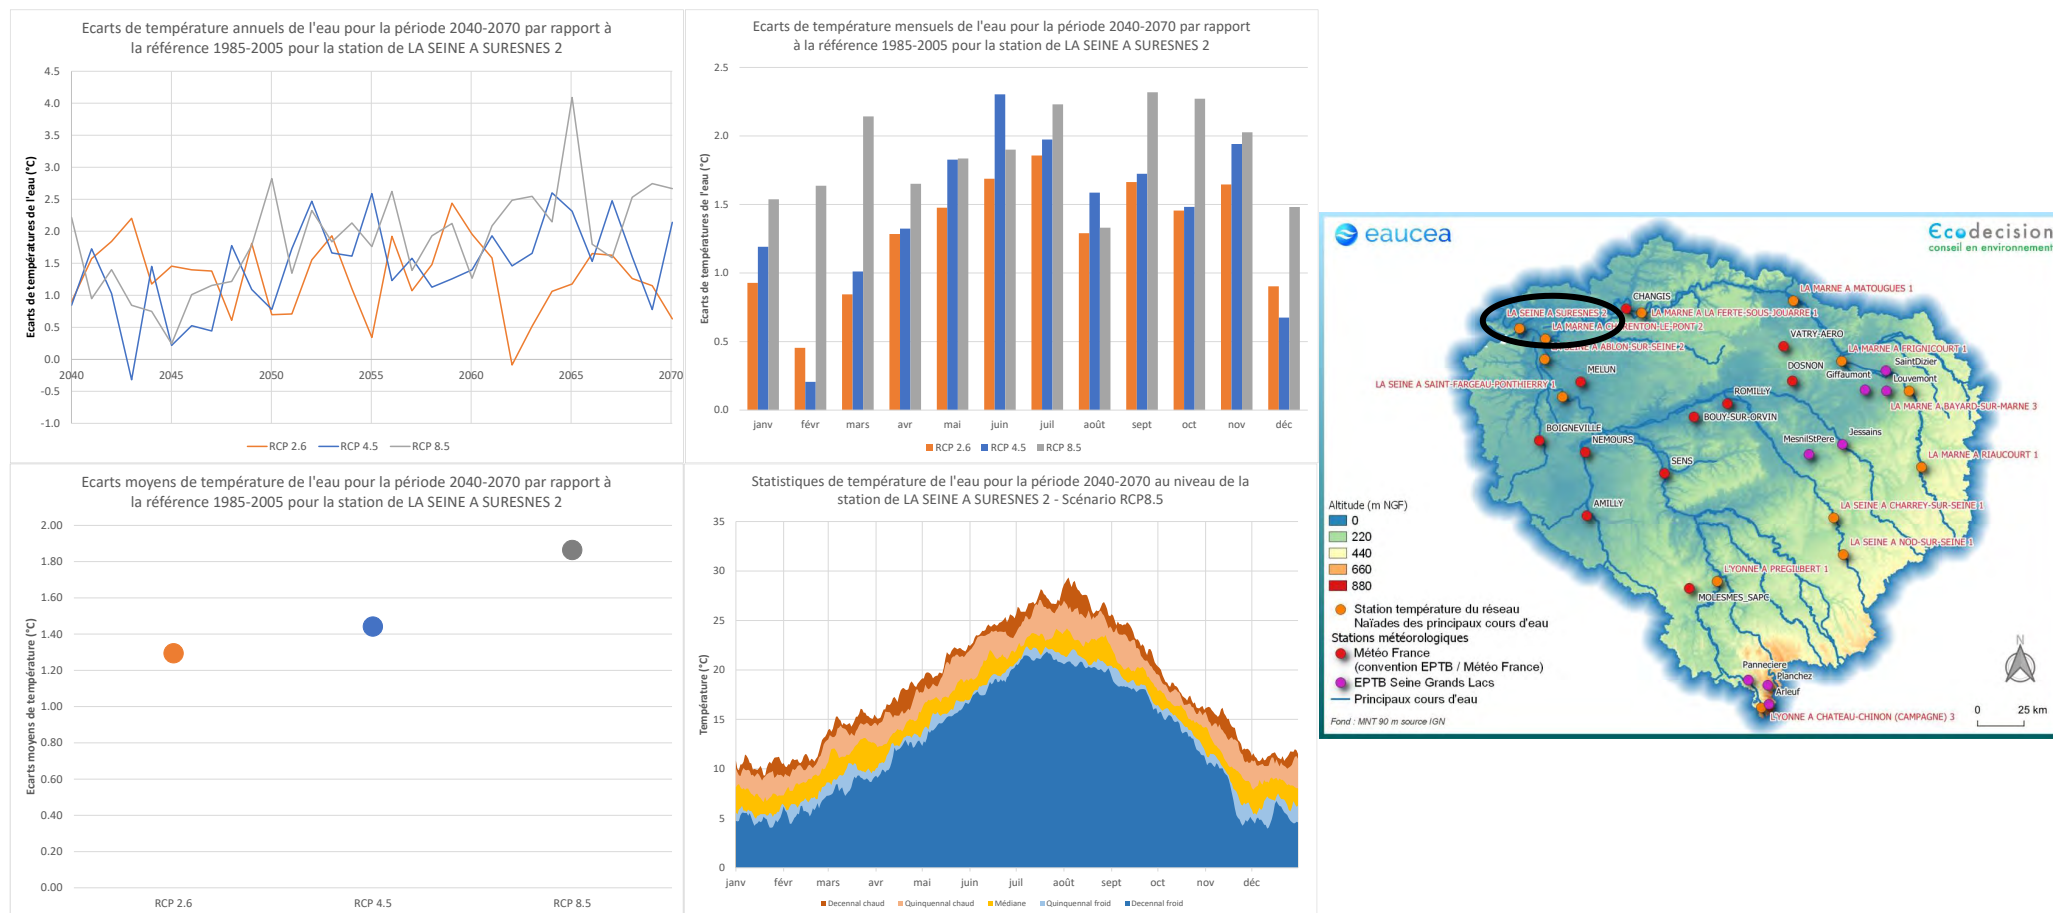 Ecarts de température annuels de l'eau pour la période 2040-2070 par rapport à
la référence 1985-2005 pour la station de LA SEINE A SURESNES 2
Ecarts de températures de l'eau (°C)
4.5
4.0
3.5
3.0
2.5
2.0
1.5
1.0
0.5
0.0
-0.5
-1.0
2040
2045
2050
2055
2060
2065
2070
RCP 2.6
RCP 4.5
RCP 8.5
Ecarts de température mensuels de l'eau pour la période 2040-2070 par rapport
à la référence 1985-2005 pour la station de LA SEINE A SURESNES 2
Ecarts de températures de l'eau (°C)
2.5
2.0
1.5
1.0
0.5
0.0
janv
févr
mars
avr
mai
juin
juil
août
sept
oct
nov
déc
RCP 2.6
RCP 4.5
RCP 8.5
Ecarts moyens de température de l'eau pour la période 2040-2070 par rapport à
la référence 1985-2005 pour la station de LA SEINE A SURESNES 2
Ecarts moyens de température (°C)
2.00
1.80
1.60
1.40
1.20
1.00
0.80
0.60
0.40
0.20
0.00
RCP 2.6
RCP 4.5
RCP 8.5
Statistiques de température de l'eau pour la période 2040-2070 au niveau de la
station de LA SEINE A SURESNES 2 - Scénario RCP8.5
Température (°C)
35
30
25
20
15
10
5
0
janv
févr
mars
avr
mai
juin
juil
août
sept
oct
nov
déc
Decennal chaud
Quinquennal chaud
Médiane
Quinquennal froid
Decennal froid
eaucea
Ecodecision
conseil en environnement
CHANGIS
LA MARNE A MATOUGUES 1
LA SEINE A SURESNES 2
LA MARNE A LA FERTE-SOUS-JOUARRE 1
LA MARNE A CHARENTON-LE-PONT 2
VATRY-AERO
LA SEINE A ABLON-SUR-SEINE 2
LA MARNE A FRIGNICOURT 1
SaintDizier
MELUN
DOSNON
Giffaumont
Louvemont
LA SEINE A SAINT-FARGEAU-PONTHIERRY 1
ROMILLY
LA MARNE A BAYARD-SUR-MARNE 3
BOUY-SUR-ORVIN
BOIGNEVILLE
NEMOURS
MesnilStPere
Jessains
SENS
LA MARNE A RIAUCOURT 1
AMILLY
LA SEINE A CHARREY-SUR-SEINE 1
LA SEINE A NOD-SUR-SEINE 1
L'YONNE A PREGILBERT 1
MOLESMES_SAPC
Panneciere
Planchez
Arleuf
L'YONNE A CHATEAU-CHINON (CAMPAGNE) 3
Altitude (m NGF)
0
220
440
660
880
Station température du réseau
Naïades des principaux cours d'eau
Stations météorologiques
Météo France
(convention EPTB / Météo France)
EPTB Seine Grands Lacs
Principaux cours d'eau
Fond : MNT 90 m source IGN
N
0 25 km